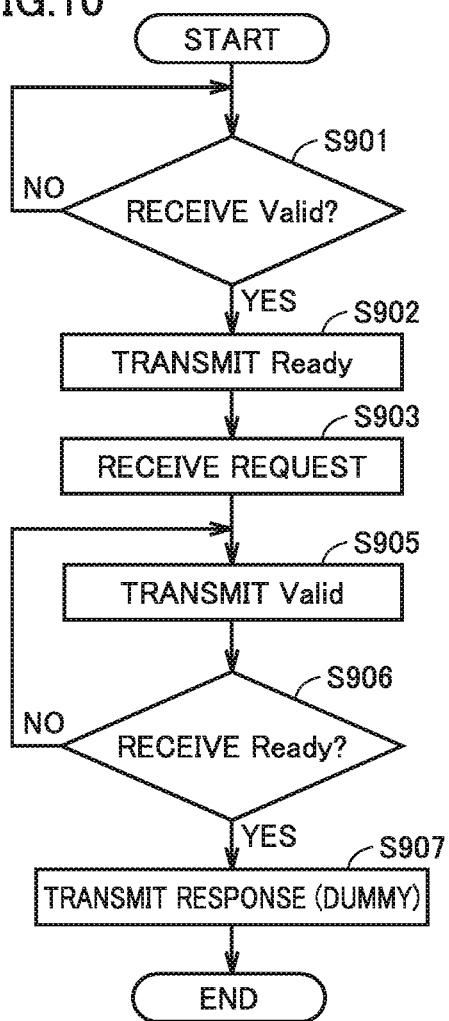 FIG.10
START
S901
NO
RECEIVE Valid?
YES
S902
TRANSMIT Ready
S903
RECEIVE REQUEST
S905
TRANSMIT Valid
S906
NO
RECEIVE Ready?
YES
S907
TRANSMIT RESPONSE (DUMMY)
END